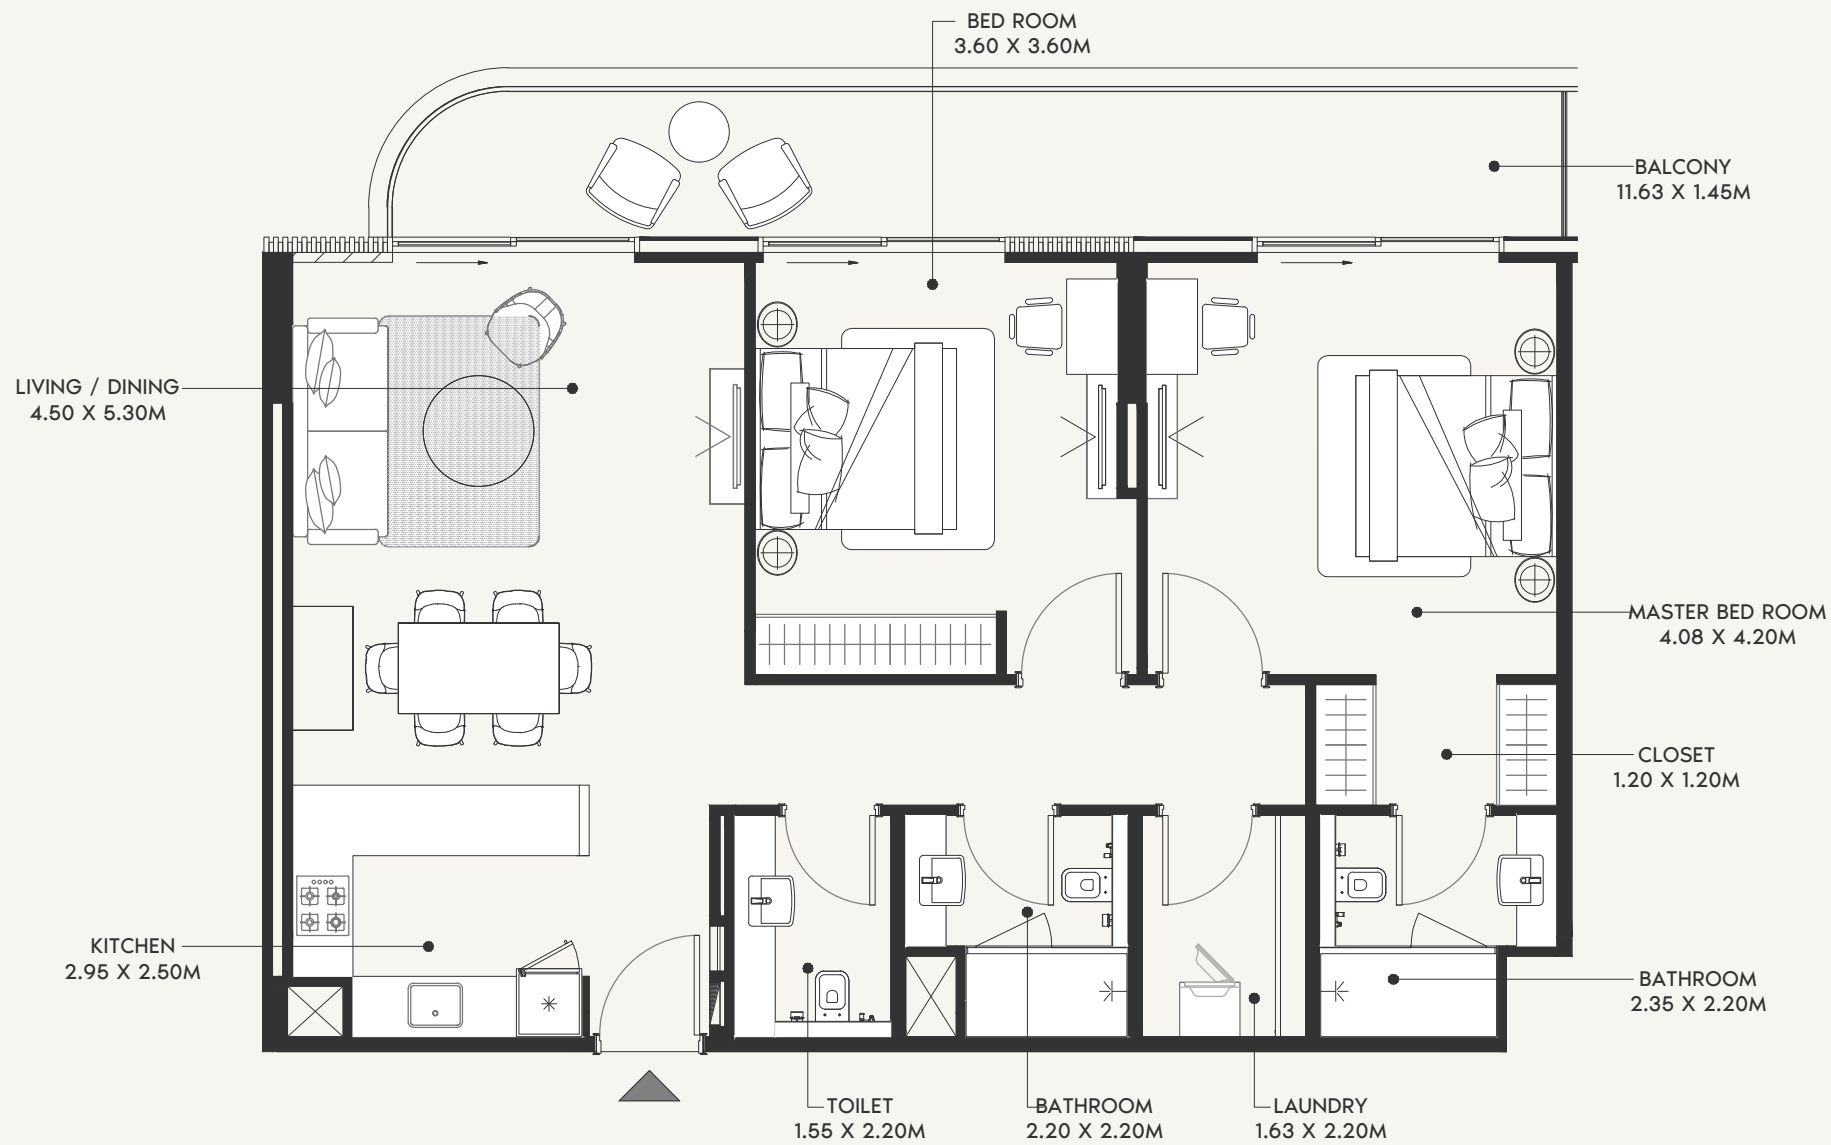 BED ROOM
3.60 X 3.60M
BALCONY
11.63 X 1.45M
LIVING / DINING
4.50 X 5.30M
MASTER BED ROOM
4.08 X 4.20M
CLOSET
1.20 X 1.20M
KITCHEN
2.95 X 2.50M
BATHROOM
2.35 X 2.20M
TOILET
1.55 X 2.20M
BATHROOM
2.20 X 2.20M
LAUNDRY
1.63 X 2.20M